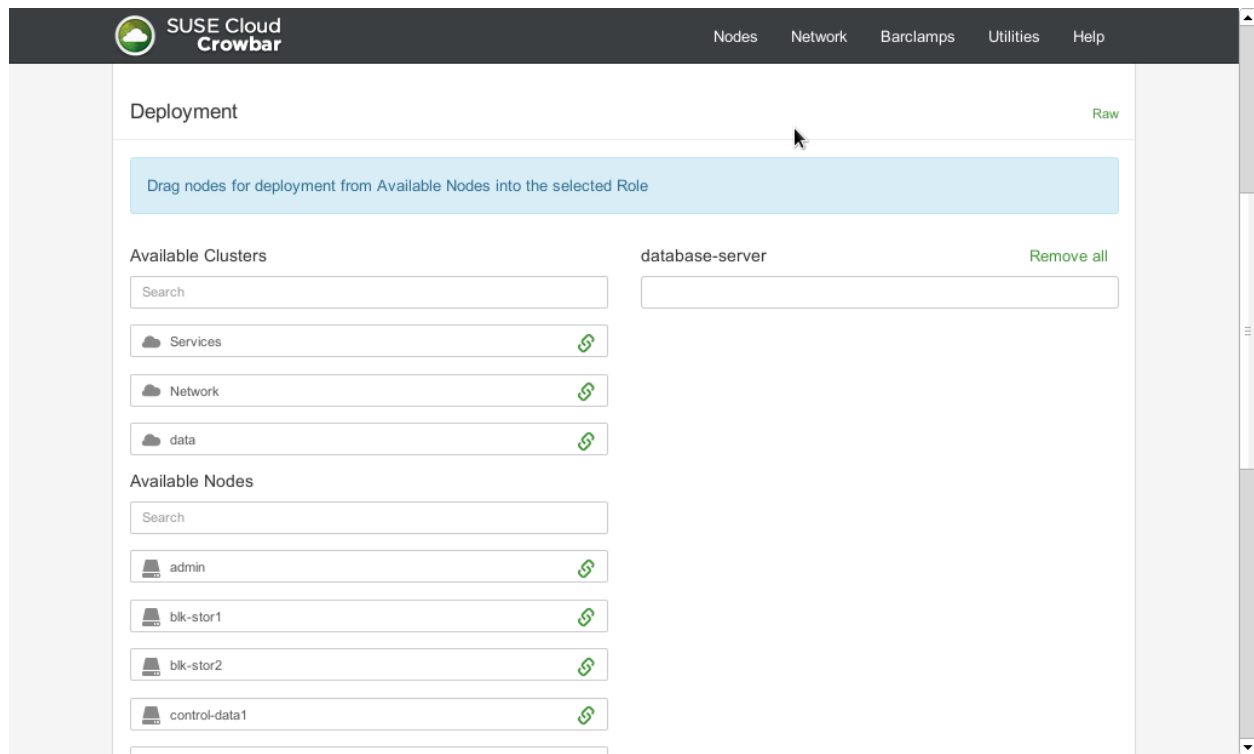 SUSE Cloud
Crowbar
Nodes Network Barclamps Utilities Help
Deployment Raw
Drag nodes for deployment from Available Nodes into the selected Role
Available Clusters
Search
Services
Network
data
Available Nodes
Search
admin
blk-stor1
blk-stor2
control-data1
database-server Remove all